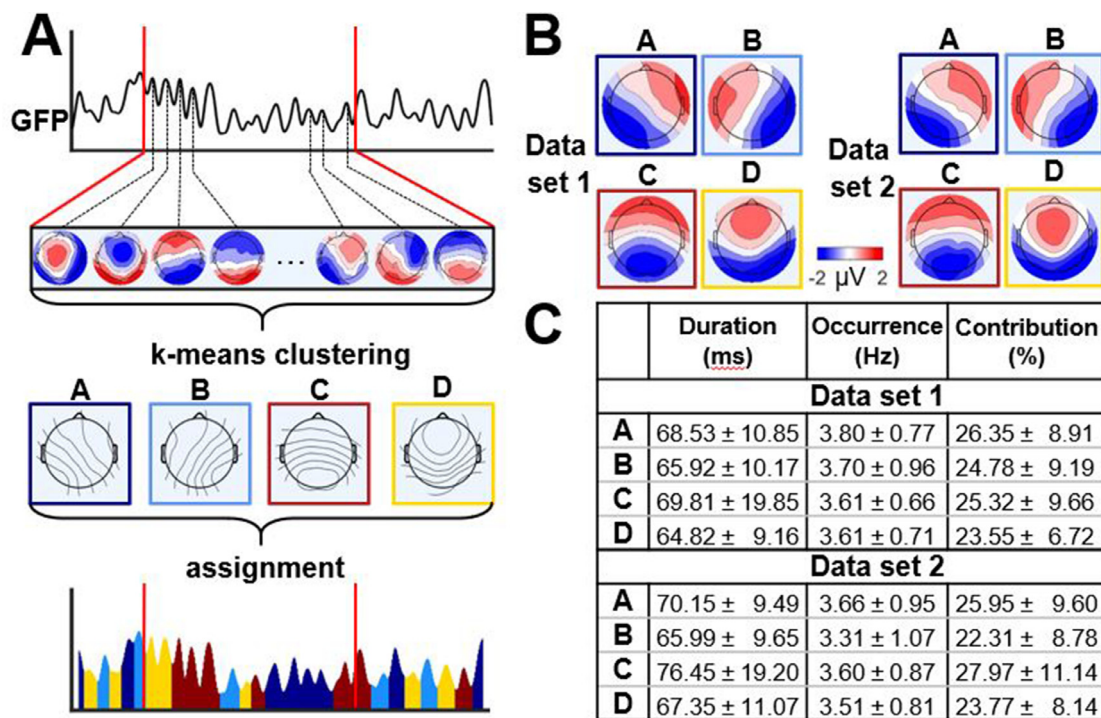 A
GFP
...
k-means clustering
A B C D
assignment
B
A B A B
Data set 1
Data set 2
C D C D
-2 µV 2
C
Duration (ms) Occurrence (Hz) Contribution (%)
Data set 1
A 68.53 ± 10.85 3.80 ± 0.77 26.35 ± 8.91
B 65.92 ± 10.17 3.70 ± 0.96 24.78 ± 9.19
C 69.81 ± 19.85 3.61 ± 0.66 25.32 ± 9.66
D 64.82 ± 9.16 3.61 ± 0.71 23.55 ± 6.72
Data set 2
A 70.15 ± 9.49 3.66 ± 0.95 25.95 ± 9.60
B 65.99 ± 9.65 3.31 ± 1.07 22.31 ± 8.78
C 76.45 ± 19.20 3.60 ± 0.87 27.97 ± 11.14
D 67.35 ± 11.07 3.51 ± 0.81 23.77 ± 8.14